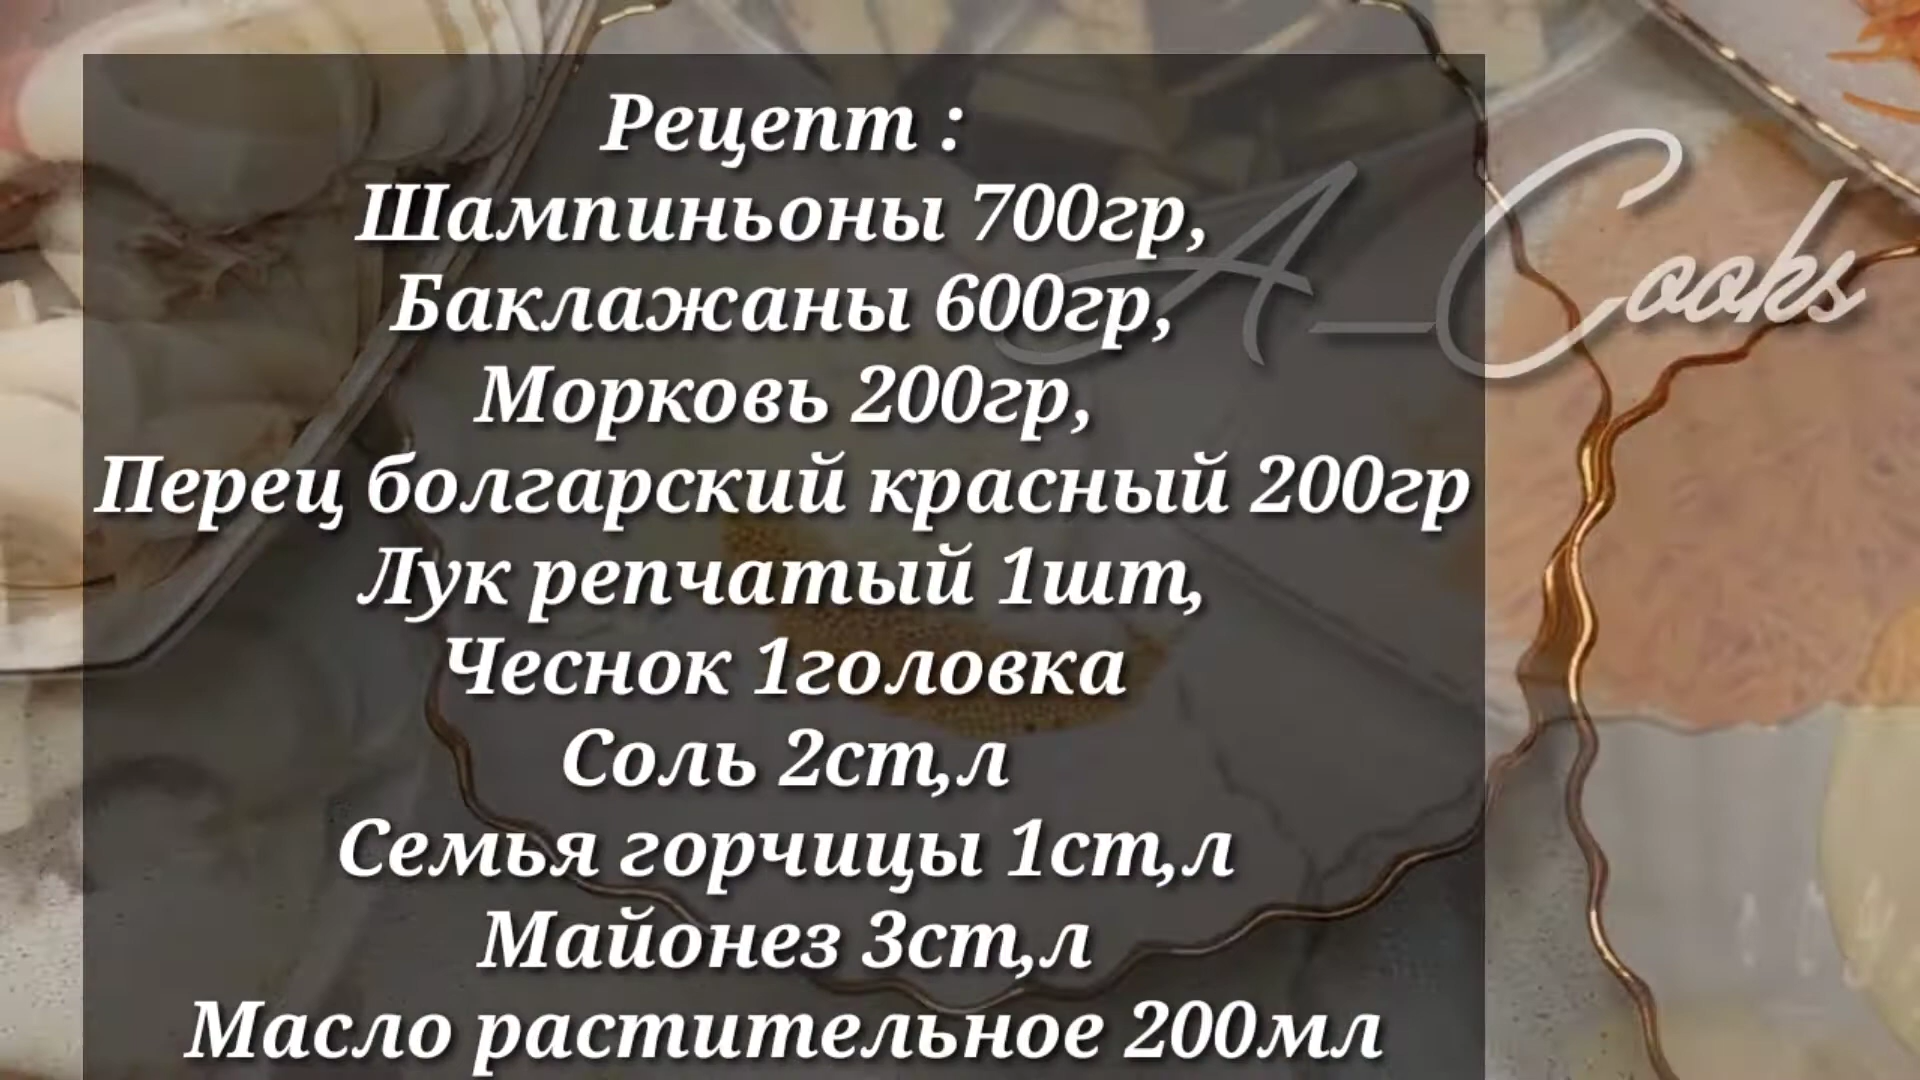 Рецепт :
Шампиньоны 700гр,
Баклажаны 600гр,
Морковь 200гр,
Перец болгарский красный 200гр
Лук репчатый 1шт,
Чеснок 1головка
Соль 2ст,л
Семья горчицы 1ст,л
Майонез 3ст,л
Масло растительное 200мл
A_Cooks